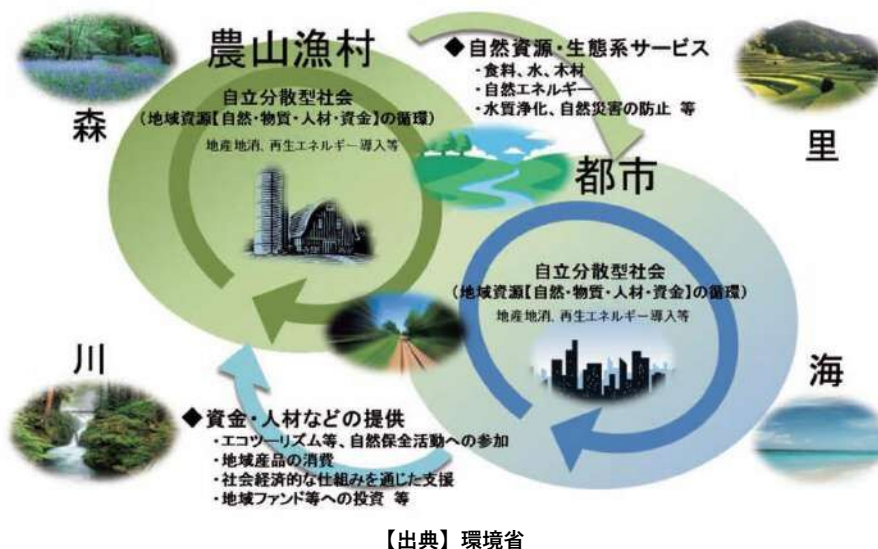 農山漁村
森
自立分散型社会
(地域資源【自然・物質・人材・資金】の循環)
地産地消、再生エネルギー導入等
◆自然資源・生態系サービス
・食料、水、木材
・自然エネルギー
・水質浄化、自然災害の防止 等
里
都市
自立分散型社会
(地域資源【自然・物質・人材・資金】の循環)
地産地消、再生エネルギー導入等
川
海
◆資金・人材などの提供
・エコツーリズム等、自然保全活動への参加
・地域産品の消費
・社会経済的な仕組みを通じた支援
・地域ファンド等への投資 等
【出典】環境省